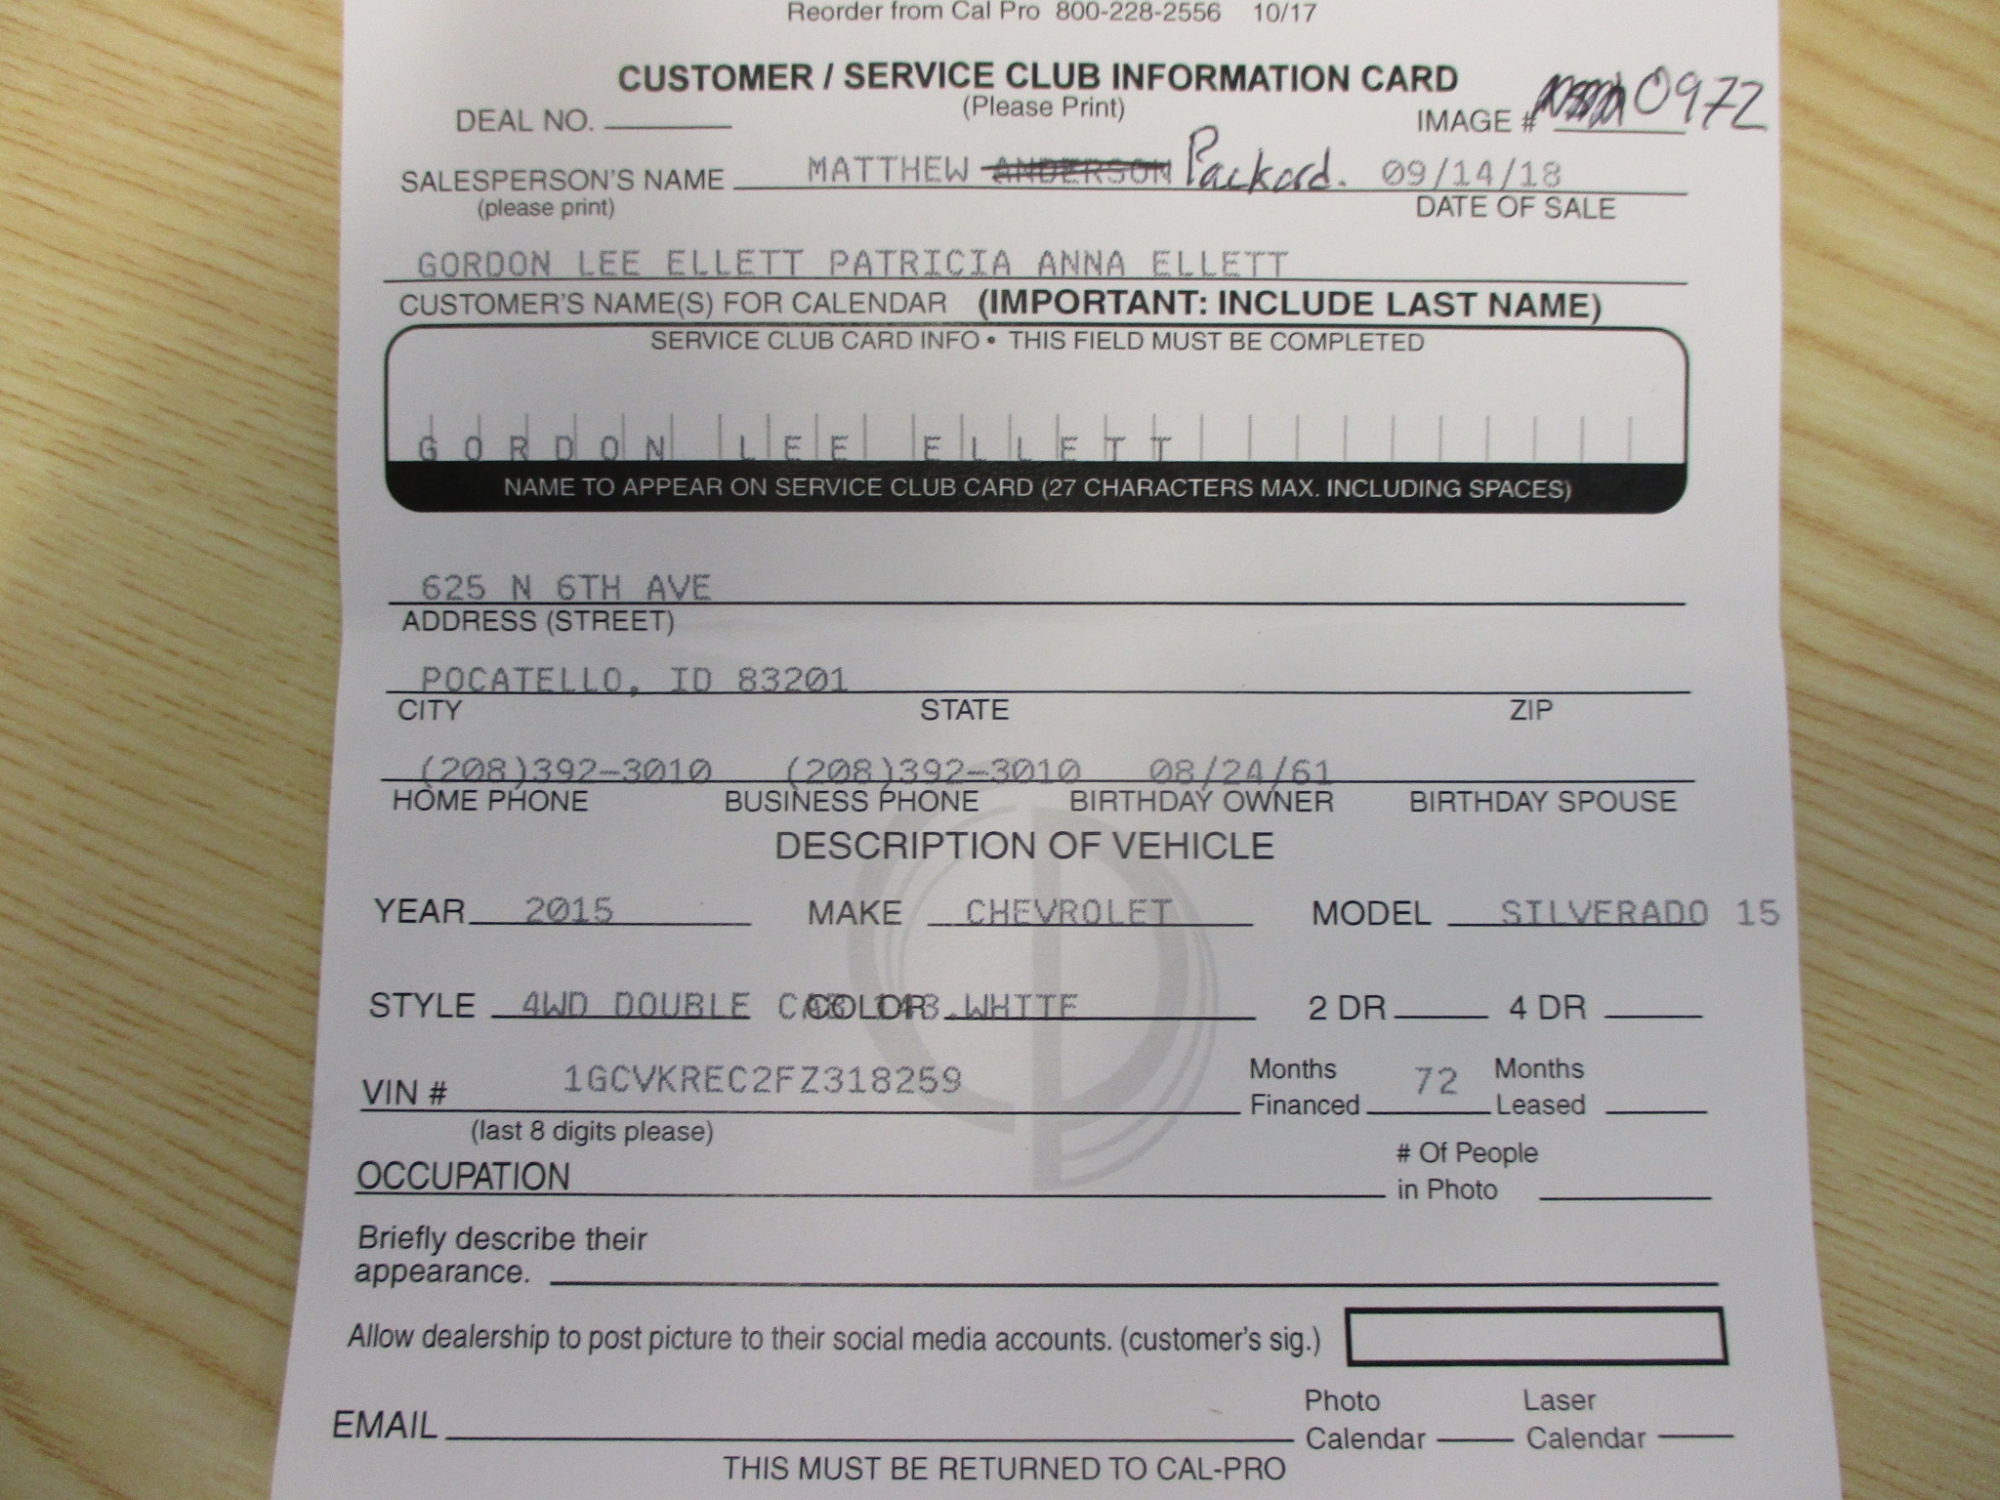 Reorder from Cal Pro 800-228-2556 10/17
CUSTOMER / SERVICE CLUB INFORMATION CARD
(Please Print)
DEAL NO. IMAGE # 0972
SALESPERSON'S NAME MATTHEW ANDERSON Packard. 09/14/18
(please print) DATE OF SALE
GORDON LEE ELLETT PATRICIA ANNA ELLETT
CUSTOMER'S NAME(S) FOR CALENDAR (IMPORTANT: INCLUDE LAST NAME)
SERVICE CLUB CARD INFO • THIS FIELD MUST BE COMPLETED
GORDON LEE ELLETT
NAME TO APPEAR ON SERVICE CLUB CARD (27 CHARACTERS MAX. INCLUDING SPACES)
625 N 6TH AVE
ADDRESS (STREET)
POCATELLO, ID 83201
CITY STATE ZIP
(208)392-3010 (208)392-3010 08/24/61
HOME PHONE BUSINESS PHONE BIRTHDAY OWNER BIRTHDAY SPOUSE
DESCRIPTION OF VEHICLE
YEAR 2015 MAKE CHEVROLET MODEL SILVERADO 15
STYLE 4WD DOUBLE CAB 143. COLOR WHITE 2 DR 4 DR
VIN # 1GCVKREC2FZ318259 Months Financed 72 Months Leased
(last 8 digits please)
OCCUPATION # Of People in Photo
Briefly describe their
appearance.
Allow dealership to post picture to their social media accounts. (customer's sig.)
EMAIL Photo Calendar Laser Calendar
THIS MUST BE RETURNED TO CAL-PRO